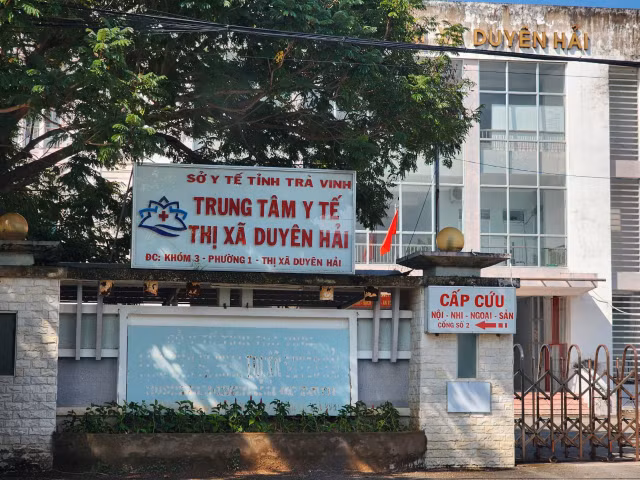 DUYÊN HẢI
SỞ Y TẾ TỈNH TRÀ VINH
TRUNG TÂM Y TẾ
THỊ XÃ DUYÊN HẢI
ĐC: KHÓM 3 - PHƯỜNG 1 - THỊ XÃ DUYÊN HẢI
CẤP CỨU
NỘI - NHI - NGOẠI - SẢN
CỔNG SỐ 2